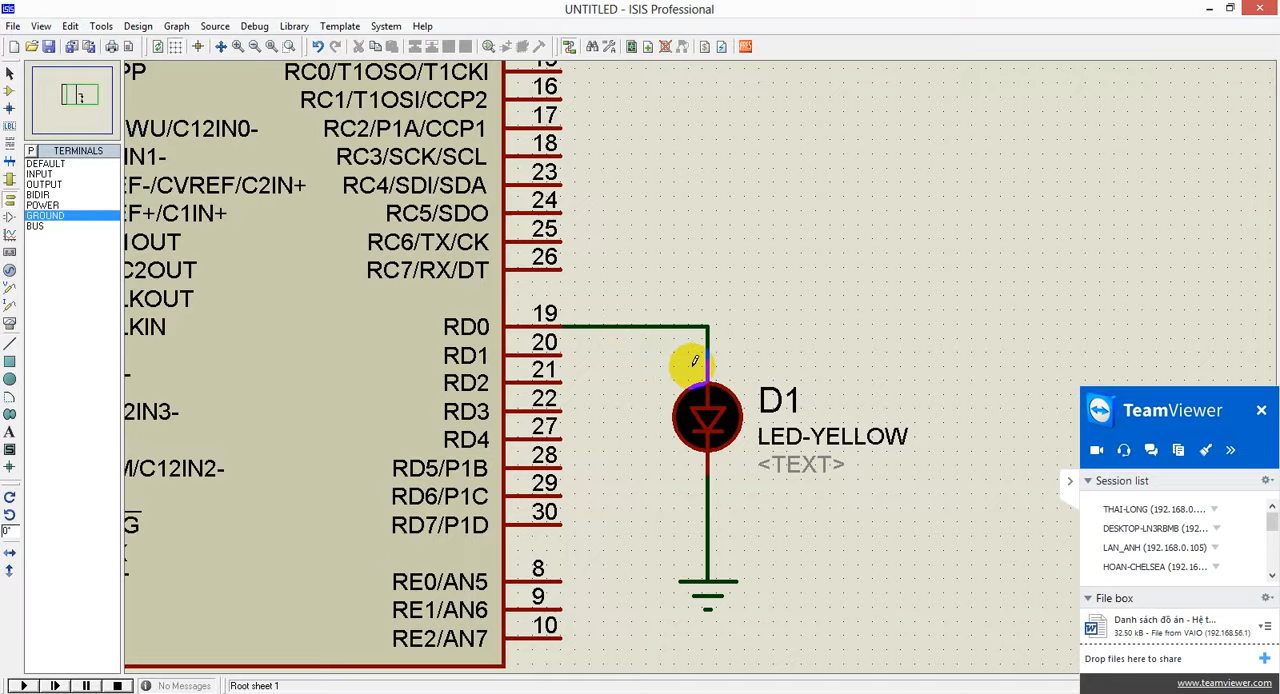 ISIS
UNTITLED - ISIS Professional
File View Edit Tools Design Graph Source Debug Library Template System Help
LBL
P TERMINALS
DEFAULT
INPUT
OUTPUT
BIDIR
POWER
GROUND
BUS
A
0°
PP RC0/T1OSO/T1CKI 15
RC1/T1OSI/CCP2 16
WU/C12IN0- RC2/P1A/CCP1 17
IN1- RC3/SCK/SCL 18
EF-/CVREF/C2IN+ RC4/SDI/SDA 23
EF+/C1IN+ RC5/SDO 24
1OUT RC6/TX/CK 25
C2OUT RC7/RX/DT 26
LKOUT
LKIN RD0 19
RD1 20
- RD2 21
2IN3- RD3 22
RD4 27
M/C12IN2- RD5/P1B 28
RD6/P1C 29
G RD7/P1D 30
RE0/AN5 8
RE1/AN6 9
RE2/AN7 10
D1
LED-YELLOW
<TEXT>
TeamViewer
Session list
THAI-LONG (192.168.0....
DESKTOP-LN3RBMB (192...
LAN_ANH (192.168.0.105)
HOAN-CHELSEA (192.16...
File box
Danh sách đồ án - Hệ t...
32.50 kB - File from VAIO (192.168.56.1)
Drop files here to share
www.teamviewer.com
No Messages Root sheet 1